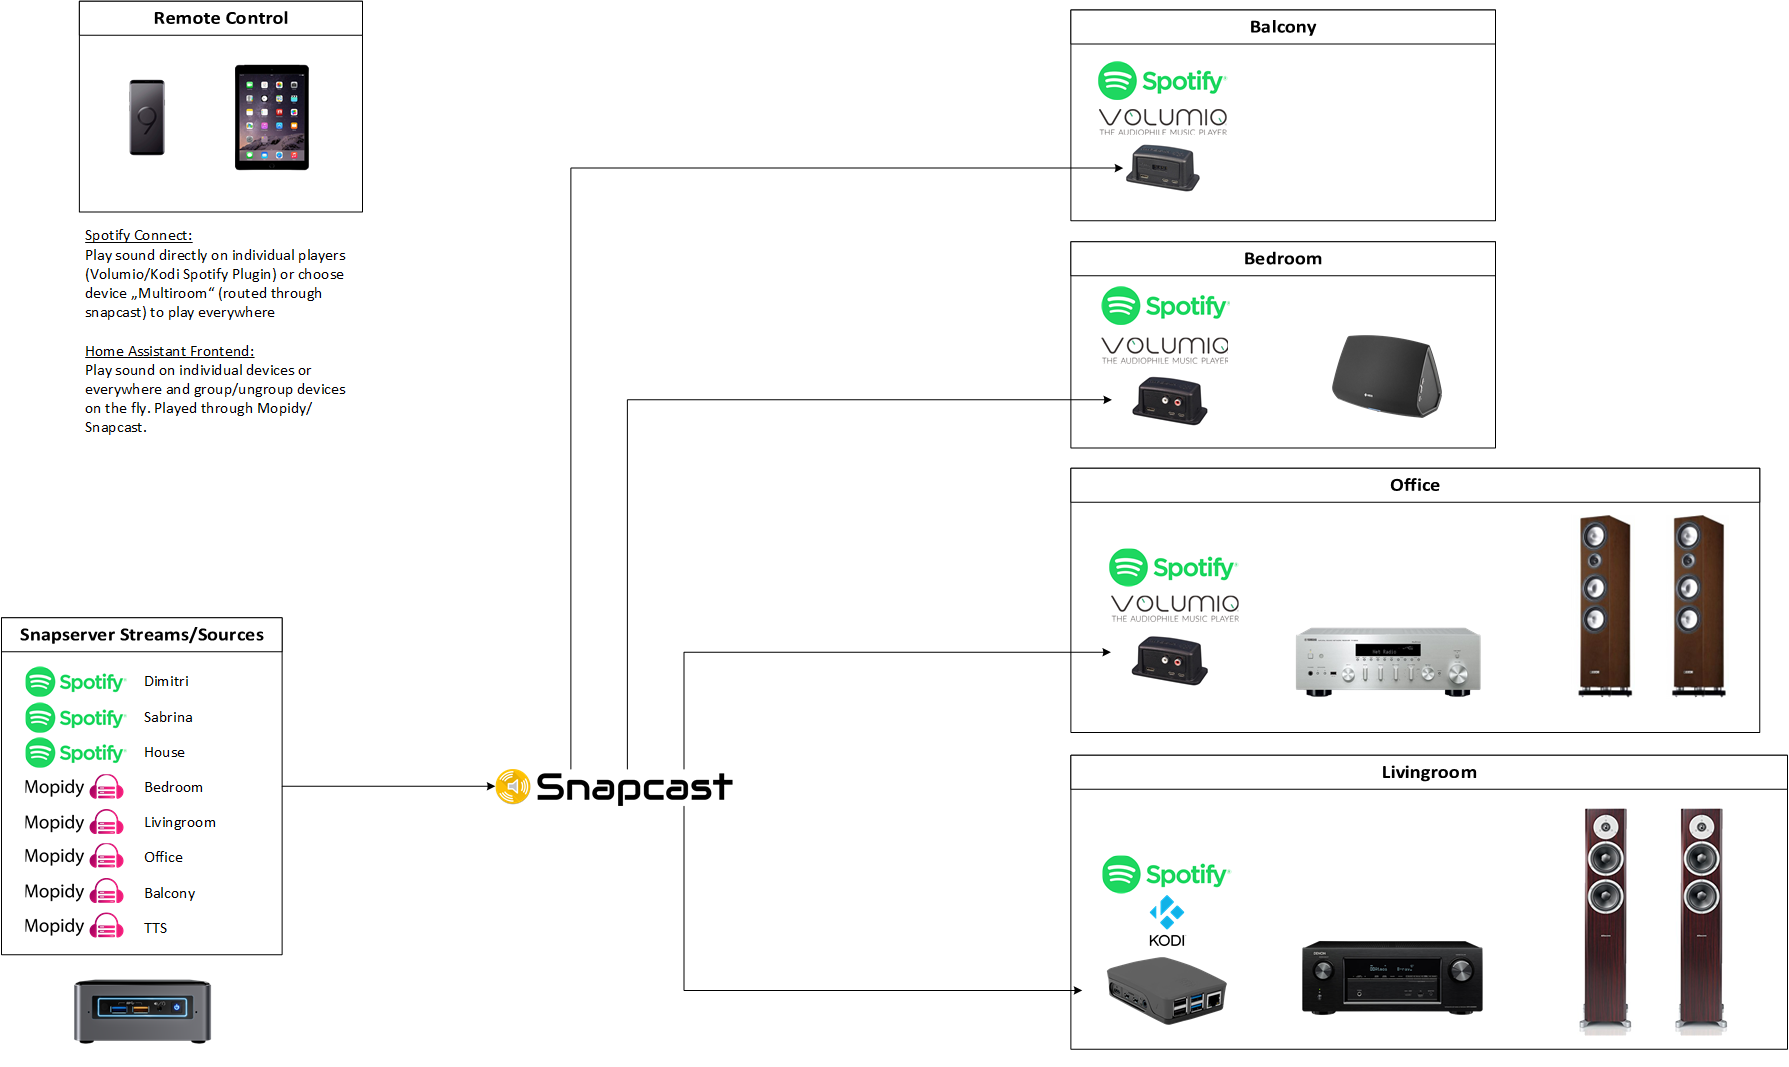 Remote Control
9
Spotify Connect:
Play sound directly on individual players
(Volumio/Kodi Spotify Plugin) or choose
device „Multiroom“ (routed through
snapcast) to play everywhere
Home Assistant Frontend:
Play sound on individual devices or
everywhere and group/ungroup devices
on the fly. Played through Mopidy/
Snapcast.
Snapserver Streams/Sources
Spotify Dimitri
Spotify Sabrina
Spotify House
Mopidy Bedroom
Mopidy Livingroom
Mopidy Office
Mopidy Balcony
Mopidy TTS
Snapcast
Balcony
Spotify
VOLUMIO
THE AUDIOPHILE MUSIC PLAYER
Bedroom
Spotify
VOLUMIO
THE AUDIOPHILE MUSIC PLAYER
Office
Spotify
VOLUMIO
THE AUDIOPHILE MUSIC PLAYER
Net Radio
Livingroom
Spotify
KODI
DENON